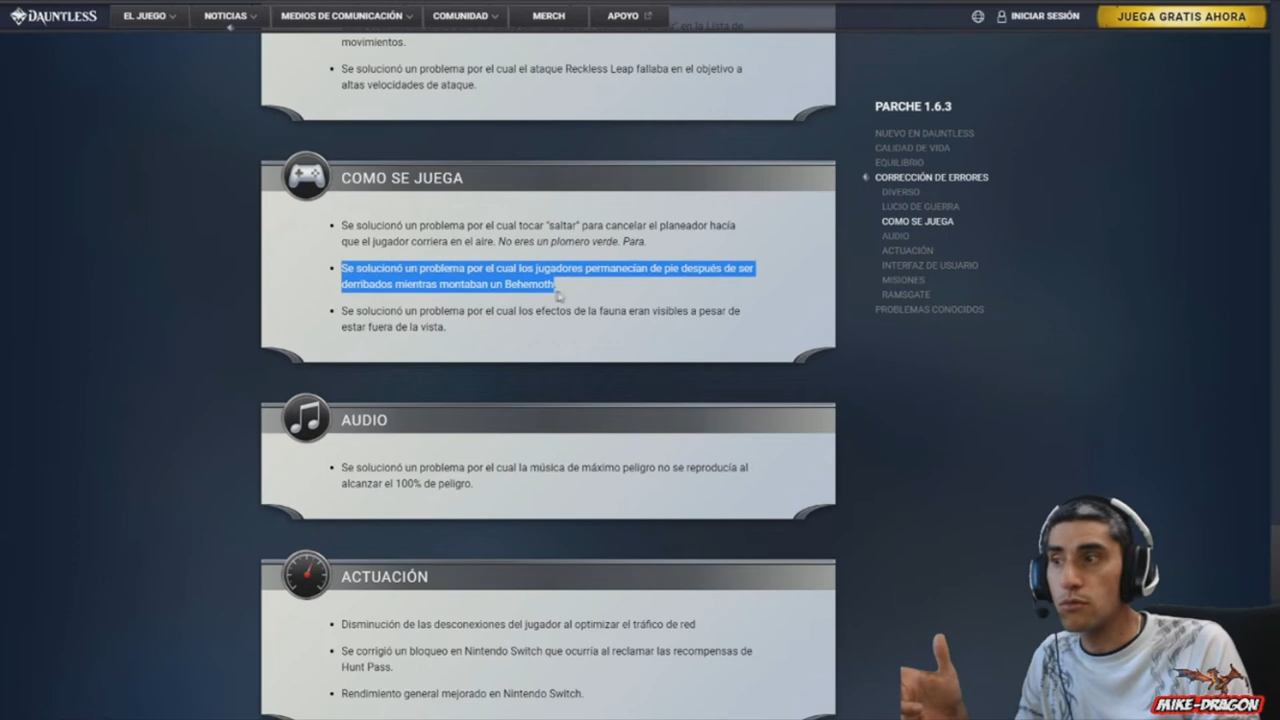 DAUNTLESS
EL JUEGO
NOTICIAS
MEDIOS DE COMUNICACIÓN
COMUNIDAD
MERCH
APOYO
INICIAR SESIÓN
JUEGA GRATIS AHORA
en la Lista de
movimientos.
Se solucionó un problema por el cual el ataque Reckless Leap fallaba en el objetivo a
altas velocidades de ataque.
COMO SE JUEGA
Se solucionó un problema por el cual tocar "saltar" para cancelar el planeador hacía
que el jugador corriera en el aire. No eres un plomero verde. Para.
Se solucionó un problema por el cual los jugadores permanecían de pie después de ser
derribados mientras montaban un Behemoth
Se solucionó un problema por el cual los efectos de la fauna eran visibles a pesar de
estar fuera de la vista.
AUDIO
Se solucionó un problema por el cual la música de máximo peligro no se reproducía al
alcanzar el 100% de peligro.
ACTUACIÓN
Disminución de las desconexiones del jugador al optimizar el tráfico de red
Se corrigió un bloqueo en Nintendo Switch que ocurría al reclamar las recompensas de
Hunt Pass.
Rendimiento general mejorado en Nintendo Switch.
PARCHE 1.6.3
NUEVO EN DAUNTLESS
CALIDAD DE VIDA
EQUILIBRIO
CORRECCIÓN DE ERRORES
DIVERSO
LUCIO DE GUERRA
COMO SE JUEGA
AUDIO
ACTUACIÓN
INTERFAZ DE USUARIO
MISIONES
RAMSGATE
PROBLEMAS CONOCIDOS
MIKE-DRAGON